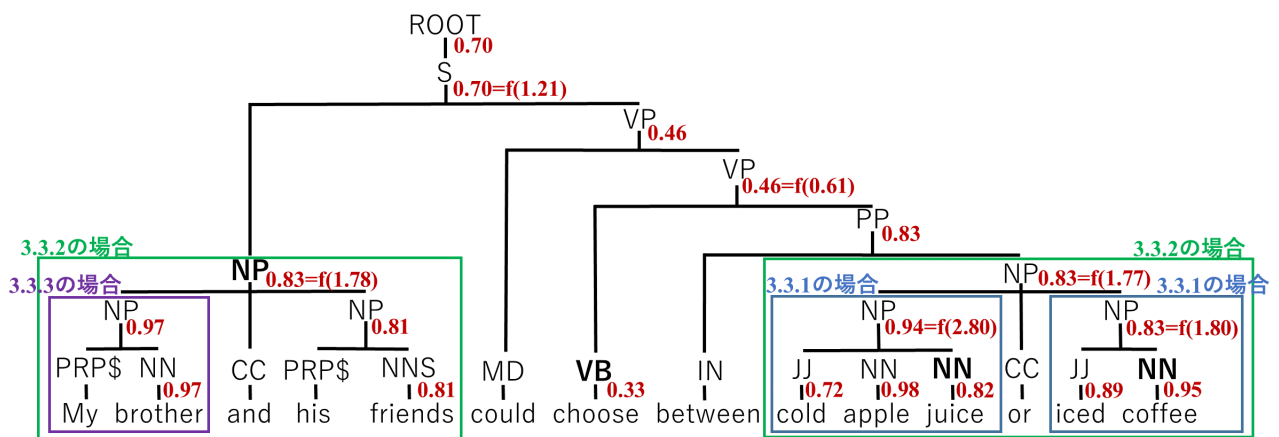 ROOT
0.70
S
0.70=f(1.21)
VP
0.46
VP
0.46=f(0.61)
PP
0.83
3.3.2の場合
3.3.2の場合
NP
0.83=f(1.78)
NP
0.83=f(1.77)
3.3.3の場合
3.3.1の場合
3.3.1の場合
NP
0.97
NP
0.81
NP
0.94=f(2.80)
NP
0.83=f(1.80)
PRP$ NN CC PRP$ NNS MD VB IN JJ NN NN CC JJ NN
0.97 0.81 0.33 0.72 0.98 0.82 0.89 0.95
My brother and his friends could choose between cold apple juice or iced coffee